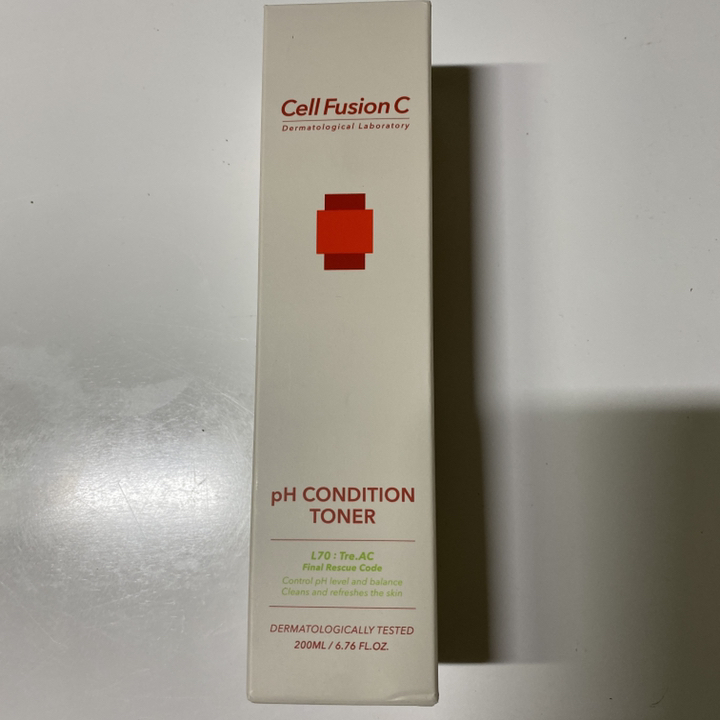 Cell Fusion C
Dermatological Laboratory
pH CONDITION
TONER
L70 : Tre.AC
Final Rescue Code
Control pH level and balance
Cleans and refreshes the skin
DERMATOLOGICALLY TESTED
200ML / 6.76 FL.OZ.